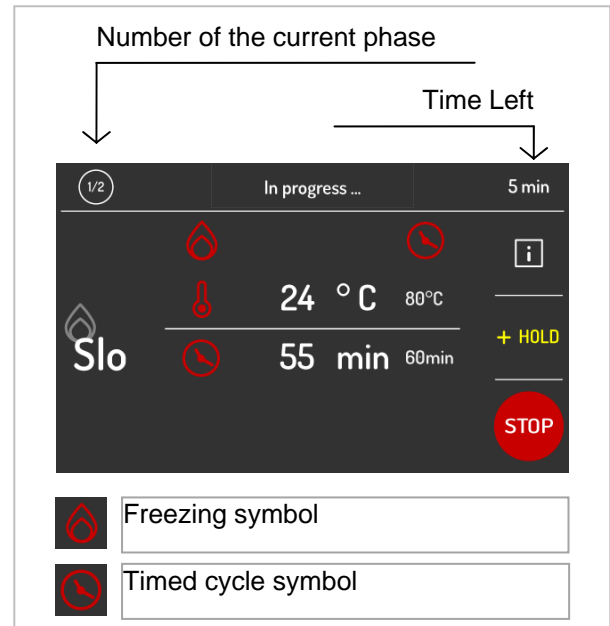 Number of the current phase
Time Left
1/2 In progress ... 5 min
i
24 °C 80°C
Slo
55 min 60min
+ HOLD
STOP
Freezing symbol
Timed cycle symbol